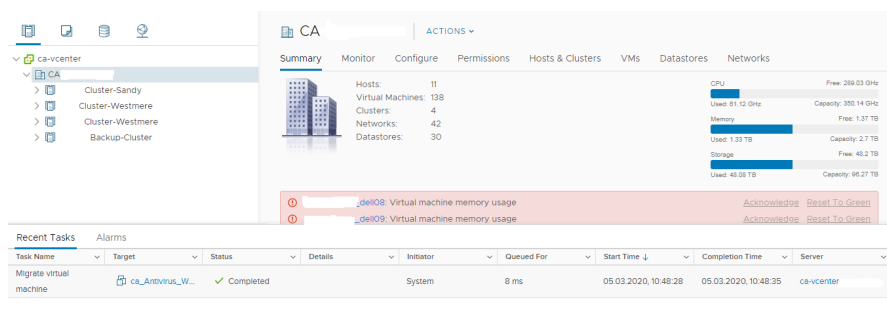 CA
ACTIONS
Summary Monitor Configure Permissions Hosts & Clusters VMs Datastores Networks
ca-vcenter
CA
Cluster-Sandy
Cluster-Westmere
Cluster-Westmere
Backup-Cluster
Hosts: 11
Virtual Machines: 138
Clusters: 4
Networks: 42
Datastores: 30
CPU Free: 289.03 GHz
Used: 61.12 GHz Capacity: 350.14 GHz
Memory Free: 1.37 TB
Used: 1.33 TB Capacity: 2.7 TB
Storage Free: 48.2 TB
Used: 48.08 TB Capacity: 96.27 TB
_dell08: Virtual machine memory usage Acknowledge Reset To Green
_dell09: Virtual machine memory usage Acknowledge Reset To Green
Recent Tasks Alarms
Task Name Target Status Details Initiator Queued For Start Time Completion Time Server
Migrate virtual
machine
ca_Antivirus_W... Completed System 8 ms 05.03.2020, 10:48:28 05.03.2020, 10:48:35 ca-vcenter